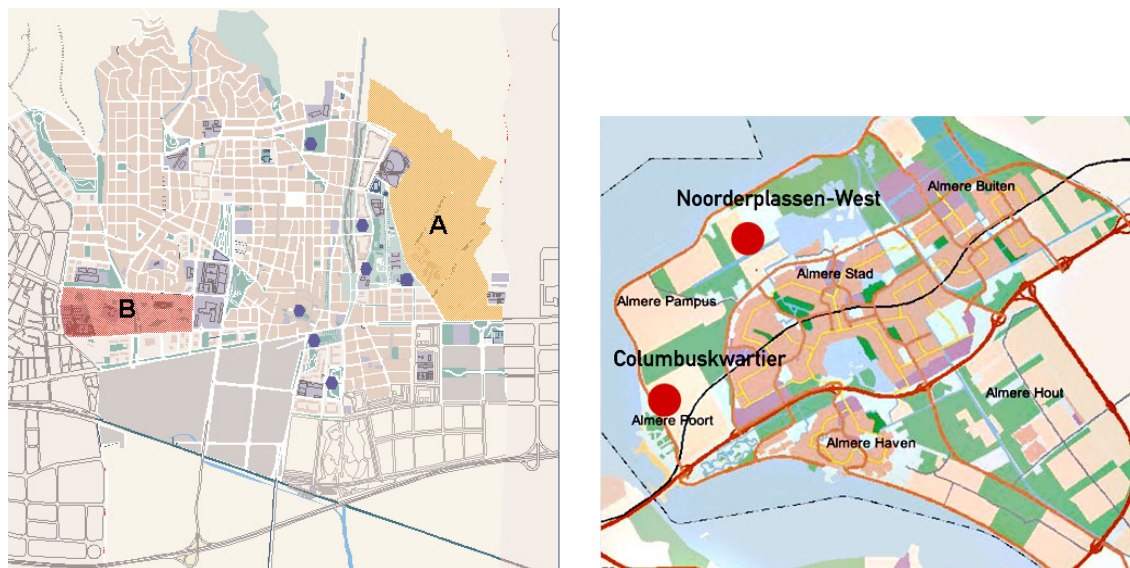 A
B
Noorderplassen-West
Almere Buiten
Almere Stad
Almere Pampus
Columbuskwartier
Almere Poort
Almere Hout
Almere Haven